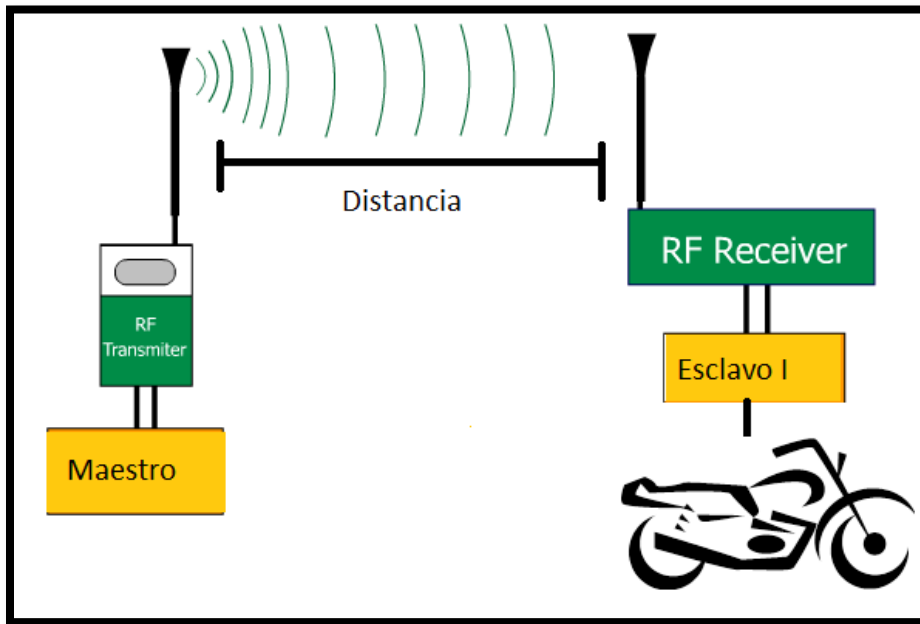 Distancia
RF Receiver
RF
Transmiter
Esclavo I
Maestro